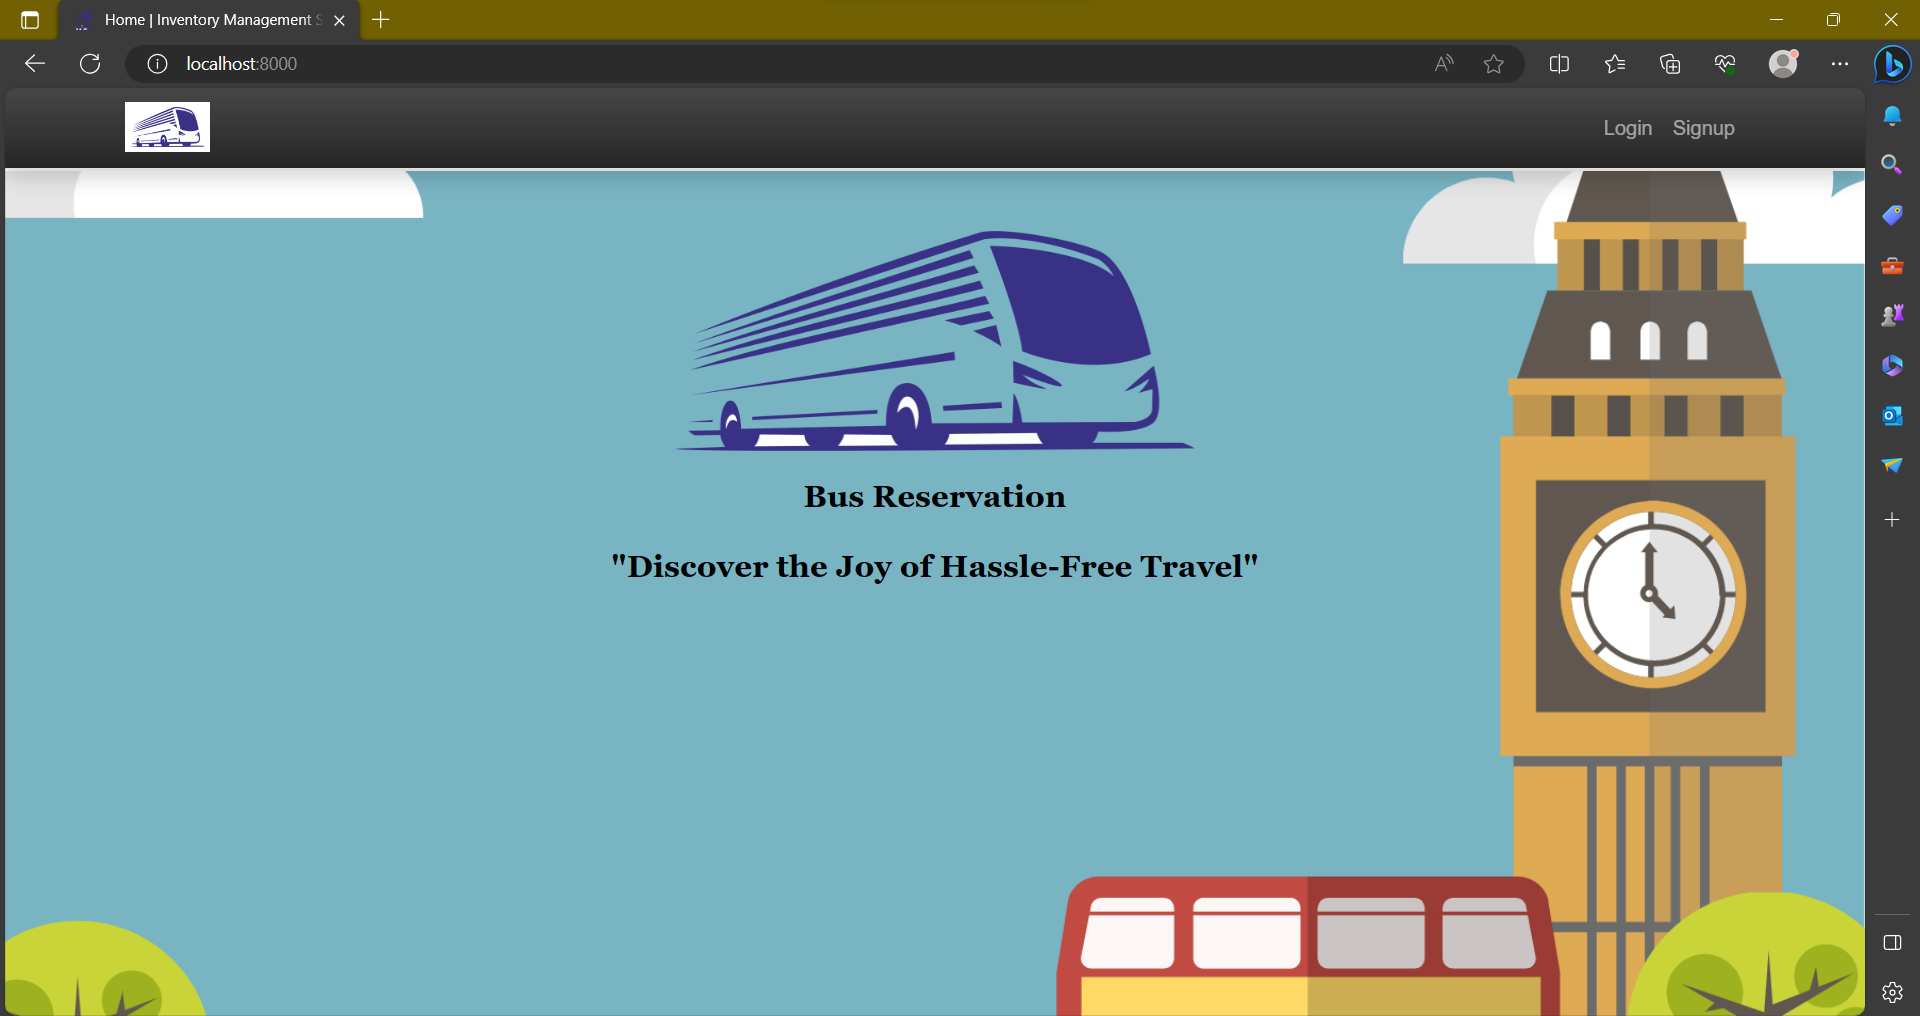 Home | Inventory Management S
localhost:8000
Login Signup
Bus Reservation
"Discover the Joy of Hassle-Free Travel"